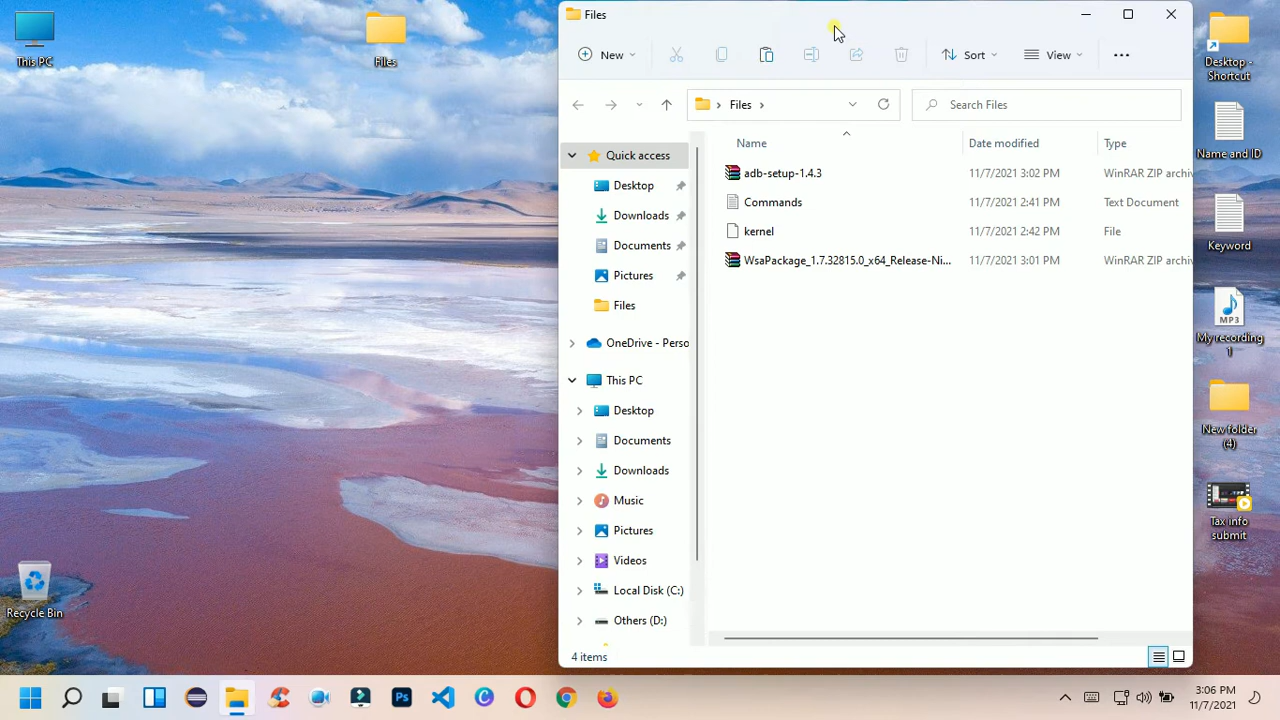 This PC
Files
Files
New
Sort
View
Files
Search Files
Name
Date modified
Type
Quick access
Desktop
Downloads
Documents
Pictures
Files
OneDrive - Perso
This PC
Desktop
Documents
Downloads
Music
Pictures
Videos
Local Disk (C:)
Others (D:)
adb-setup-1.4.3 11/7/2021 3:02 PM WinRAR ZIP archiv
Commands 11/7/2021 2:41 PM Text Document
kernel 11/7/2021 2:42 PM File
WsaPackage_1.7.32815.0_x64_Release-Ni... 11/7/2021 3:01 PM WinRAR ZIP archiv
4 items
Desktop -
Shortcut
Name and ID
Keyword
MP3
My recording
1
New folder
(4)
Tax info
submit
Recycle Bin
Ps
3:06 PM
11/7/2021